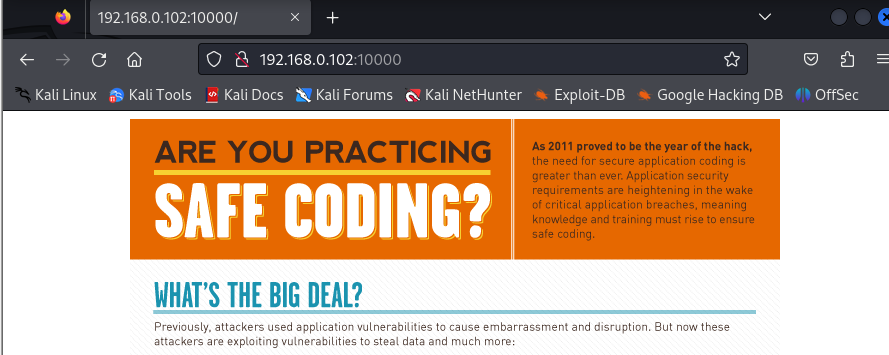 192.168.0.102:10000/
192.168.0.102:10000
Kali Linux Kali Tools Kali Docs Kali Forums Kali NetHunter Exploit-DB Google Hacking DB OffSec
ARE YOU PRACTICING
SAFE CODING?
As 2011 proved to be the year of the hack,
the need for secure application coding is
greater than ever. Application security
requirements are heightening in the wake
of critical application breaches, meaning
knowledge and training must rise to ensure
safe coding.
WHAT'S THE BIG DEAL?
Previously, attackers used application vulnerabilities to cause embarrassment and disruption. But now these
attackers are exploiting vulnerabilities to steal data and much more: